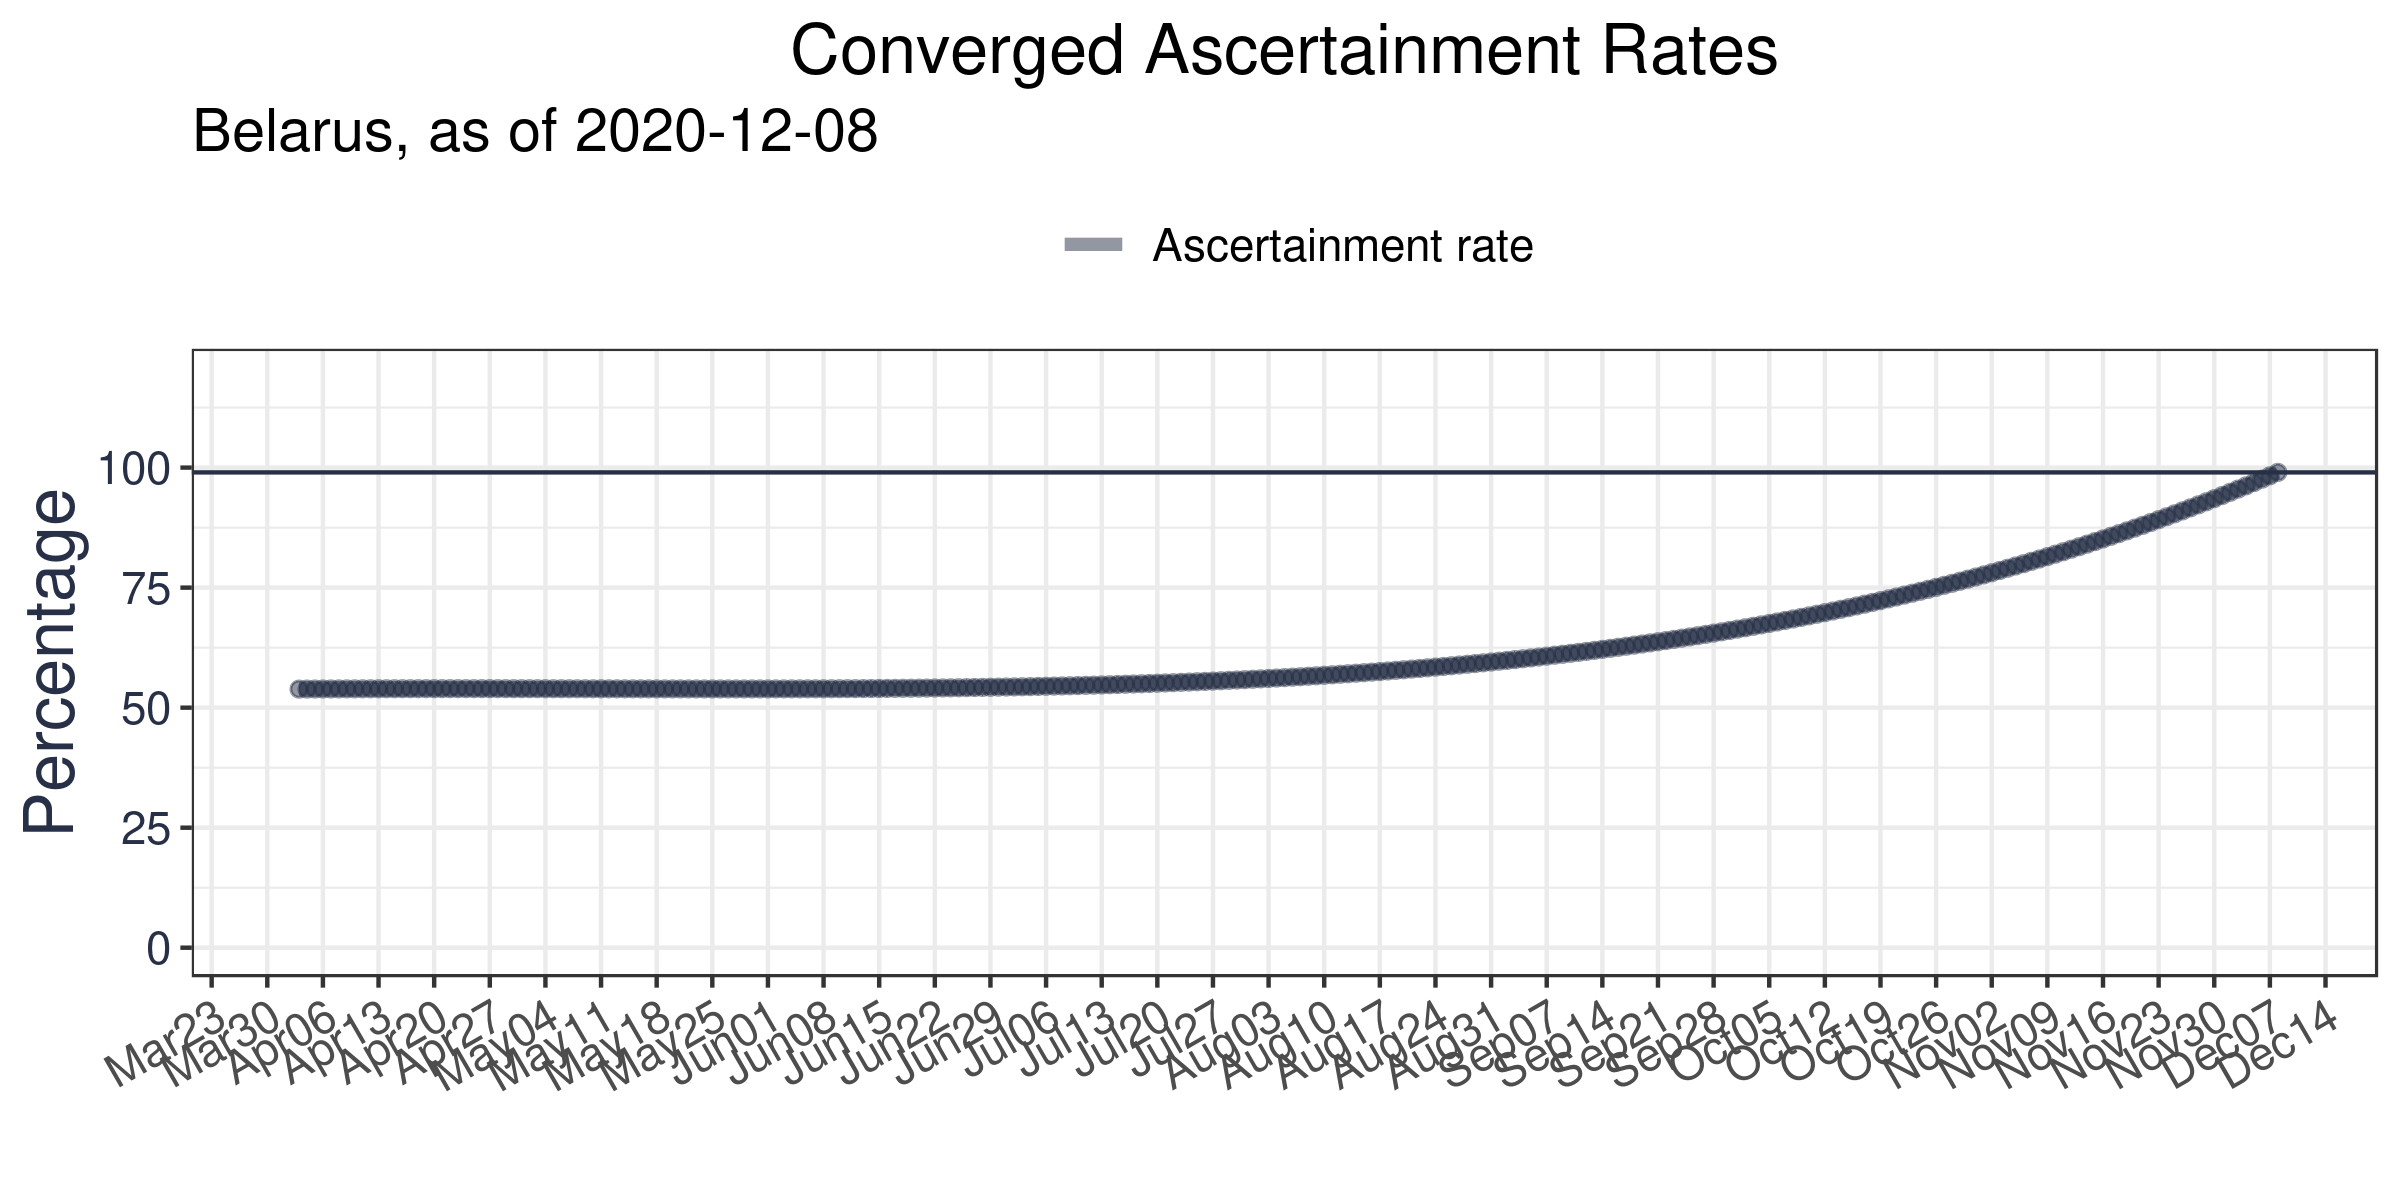 Converged Ascertainment Rates
Belarus, as of 2020-12-08
Ascertainment rate
Percentage
100
75
50
25
0
Mar23
Mar30
Apr06
Apr13
Apr20
Apr27
May04
May11
May18
May25
Jun01
Jun08
Jun15
Jun22
Jun29
Jul06
Jul13
Jul20
Jul27
Aug03
Aug10
Aug17
Aug24
Aug31
Sep07
Sep14
Sep21
Sep28
Oct05
Oct12
Oct19
Oct26
Nov02
Nov09
Nov16
Nov23
Nov30
Dec07
Dec14